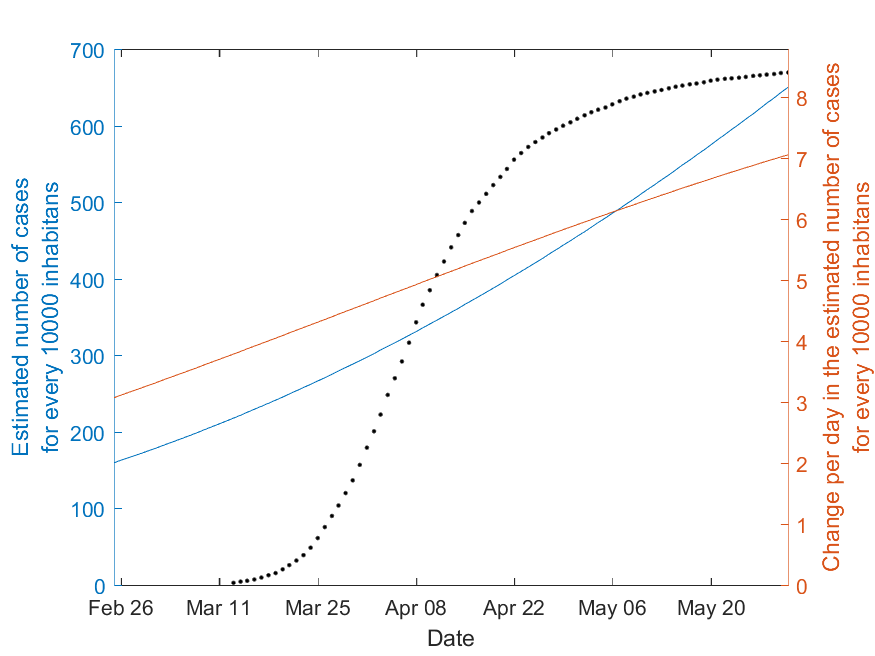 Estimated number of cases
for every 10000 inhabitans
700
600
500
400
300
200
100
0
8
7
6
5
4
3
2
1
0
Change per day in the estimated number of cases
for every 10000 inhabitans
Feb 26 Mar 11 Mar 25 Apr 08 Apr 22 May 06 May 20
Date